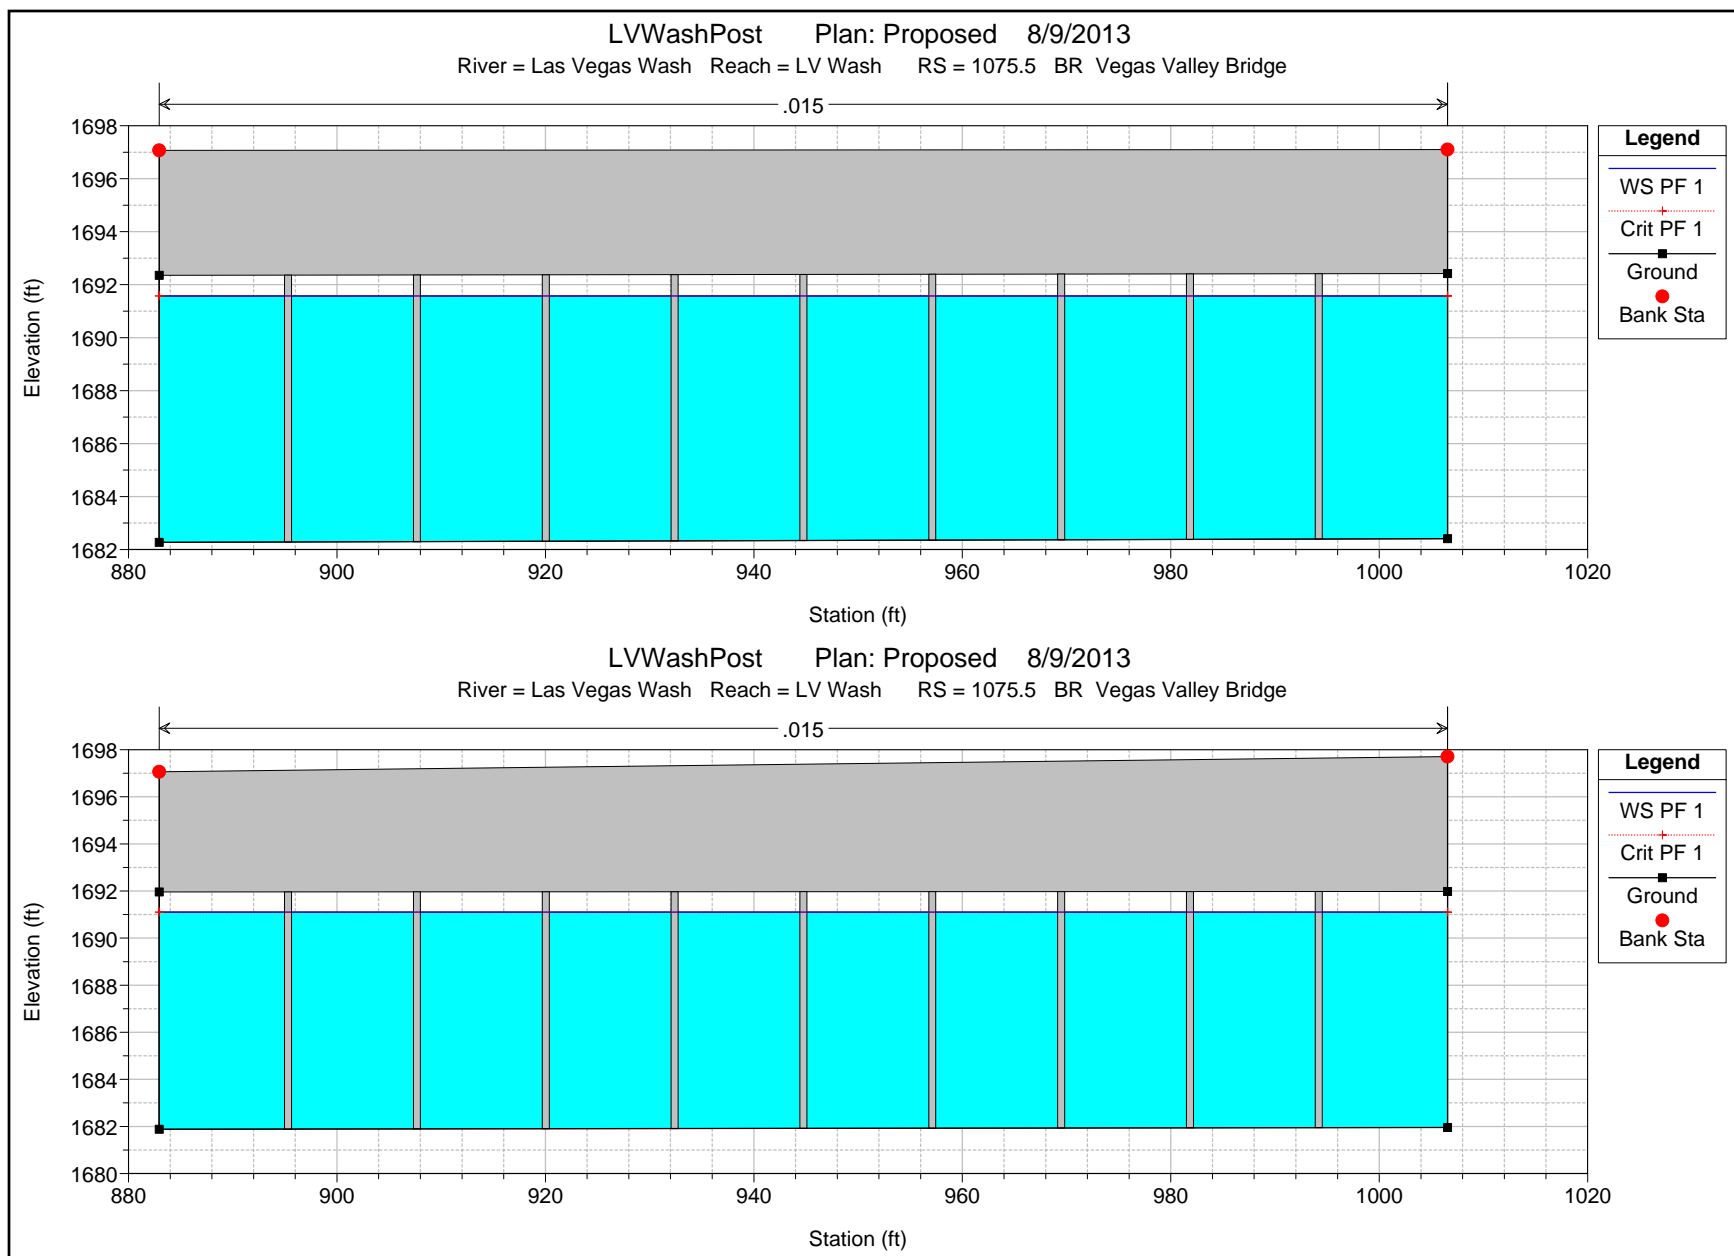 LVWashPost Plan: Proposed 8/9/2013
River = Las Vegas Wash Reach = LV Wash RS = 1075.5 BR Vegas Valley Bridge
.015
1698
1696
1694
1692
1690
1688
1686
1684
1682
Elevation (ft)
880 900 920 940 960 980 1000 1020
Station (ft)
Legend
WS PF 1
Crit PF 1
Ground
Bank Sta
LVWashPost Plan: Proposed 8/9/2013
River = Las Vegas Wash Reach = LV Wash RS = 1075.5 BR Vegas Valley Bridge
.015
1698
1696
1694
1692
1690
1688
1686
1684
1682
1680
Elevation (ft)
880 900 920 940 960 980 1000 1020
Station (ft)
Legend
WS PF 1
Crit PF 1
Ground
Bank Sta